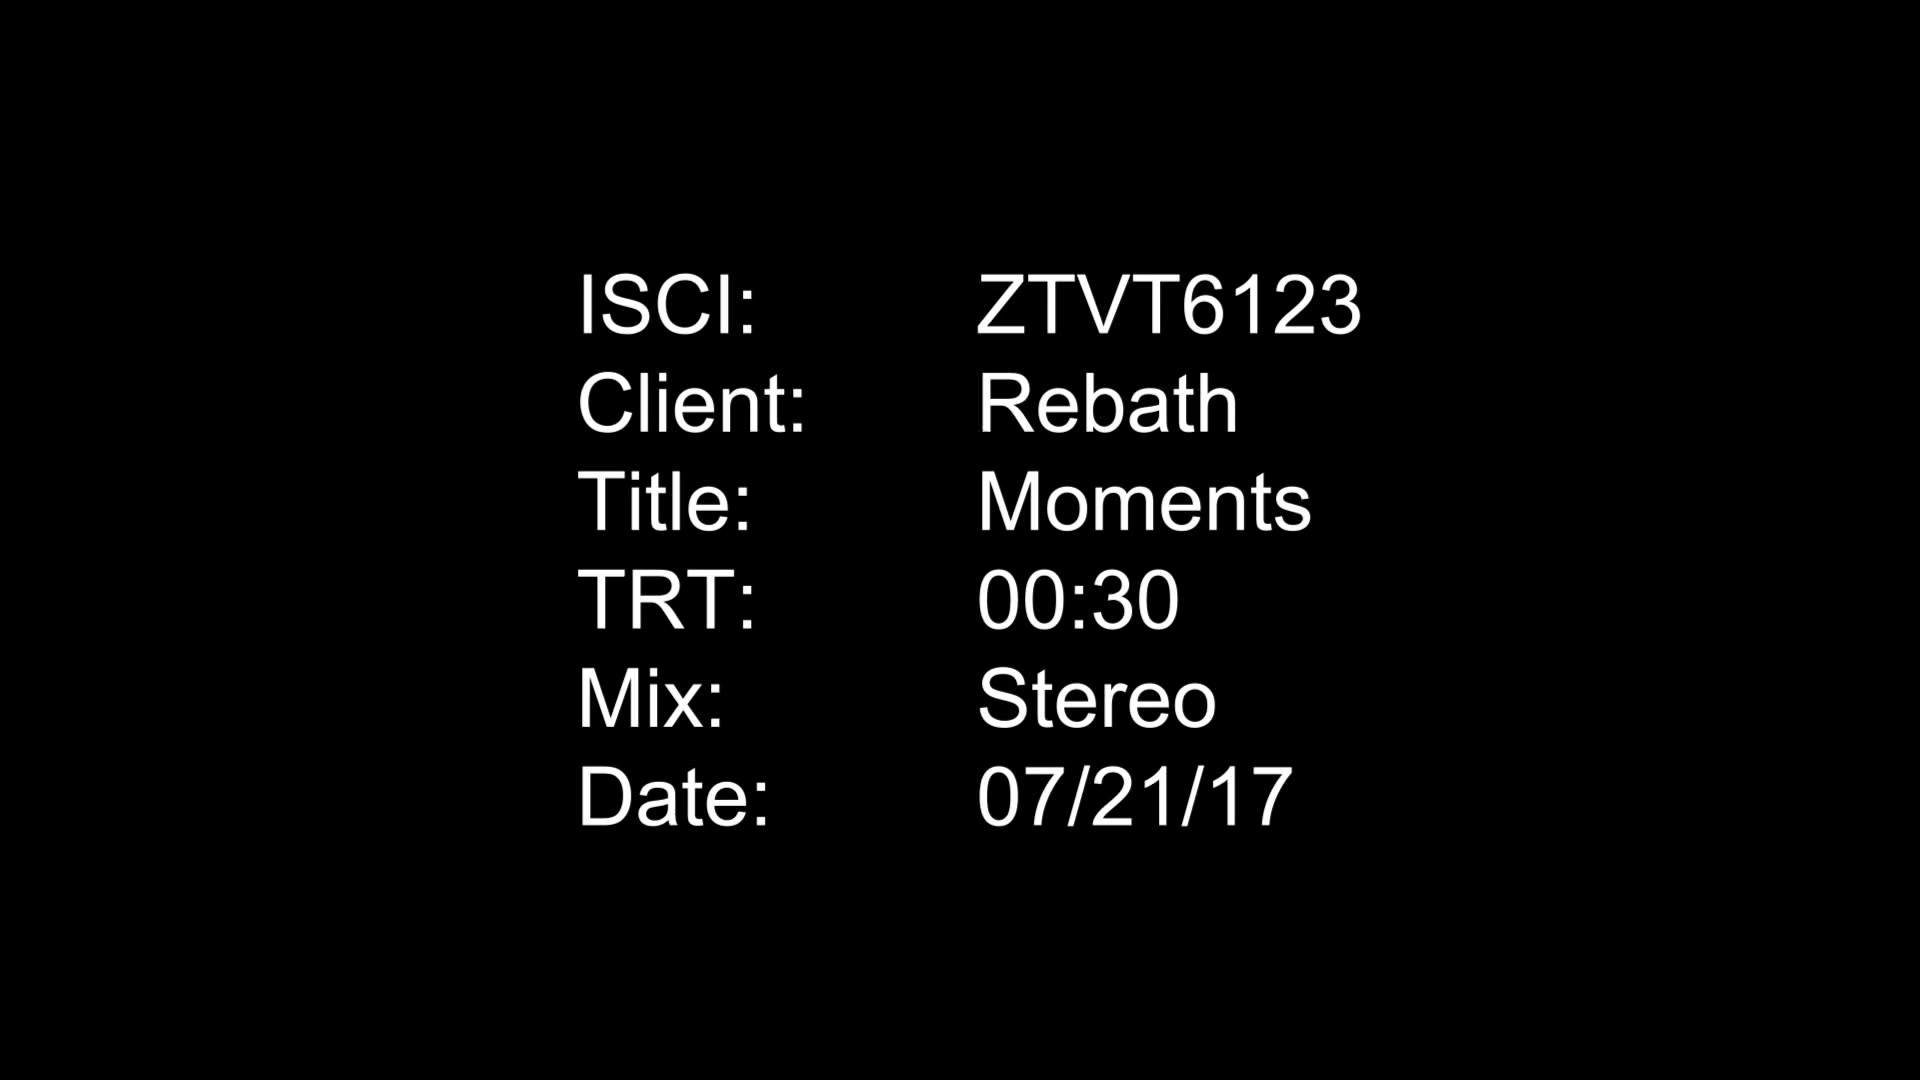 ISCI: ZTVT6123
Client: Rebath
Title: Moments
TRT: 00:30
Mix: Stereo
Date: 07/21/17